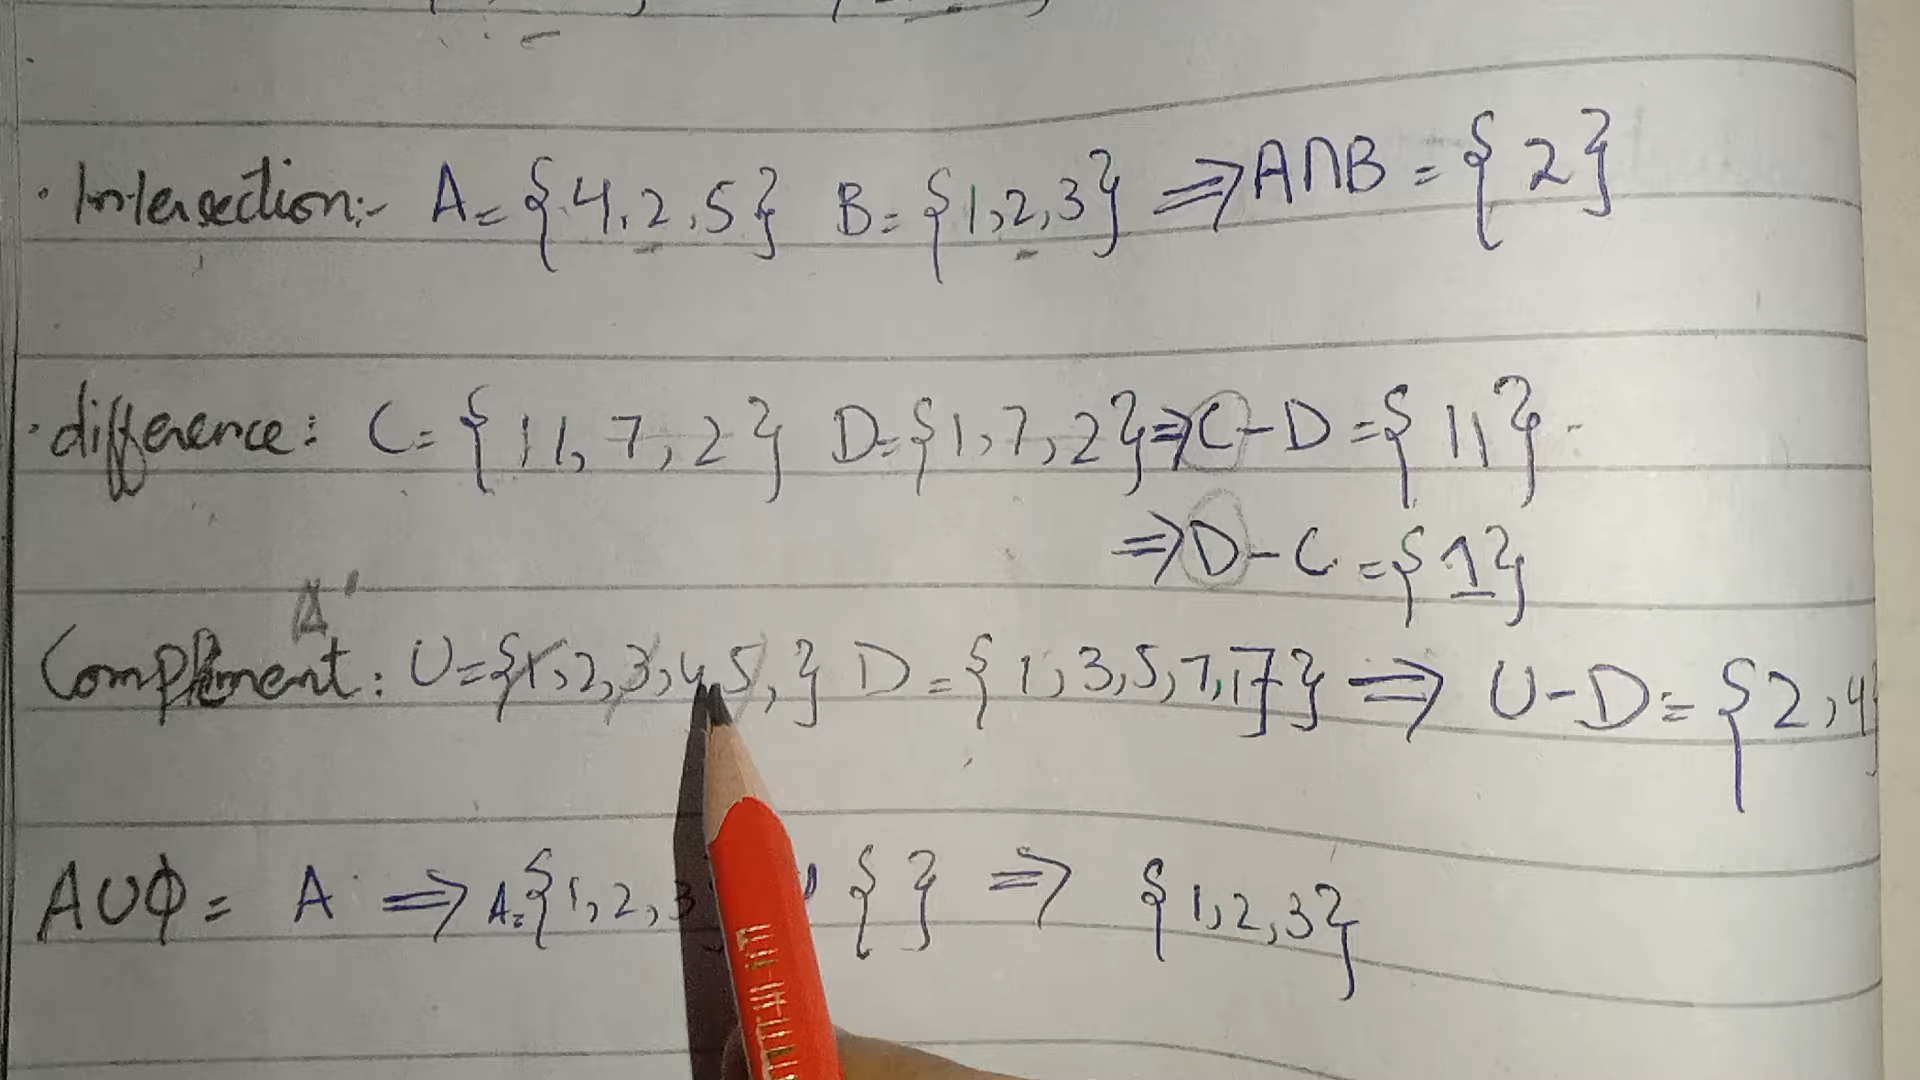 · Intersection:- A = {4, 2, 5} B = {1, 2, 3} ⇒ A∩B = { 2 }
· difference: C = { 11, 7, 2 } D = {1, 7, 2} ⇒ C - D = { 11 }
⇒ D - C = { 1 }
A'
Compliment: U = {1, 2, 3, 4, 5, } D = { 1, 3, 5, 7, 17 } ⇒ U - D = { 2, 4 }
A∪Φ = A ⇒ A = {1, 2, 3 { } ⇒ { 1, 2, 3 }